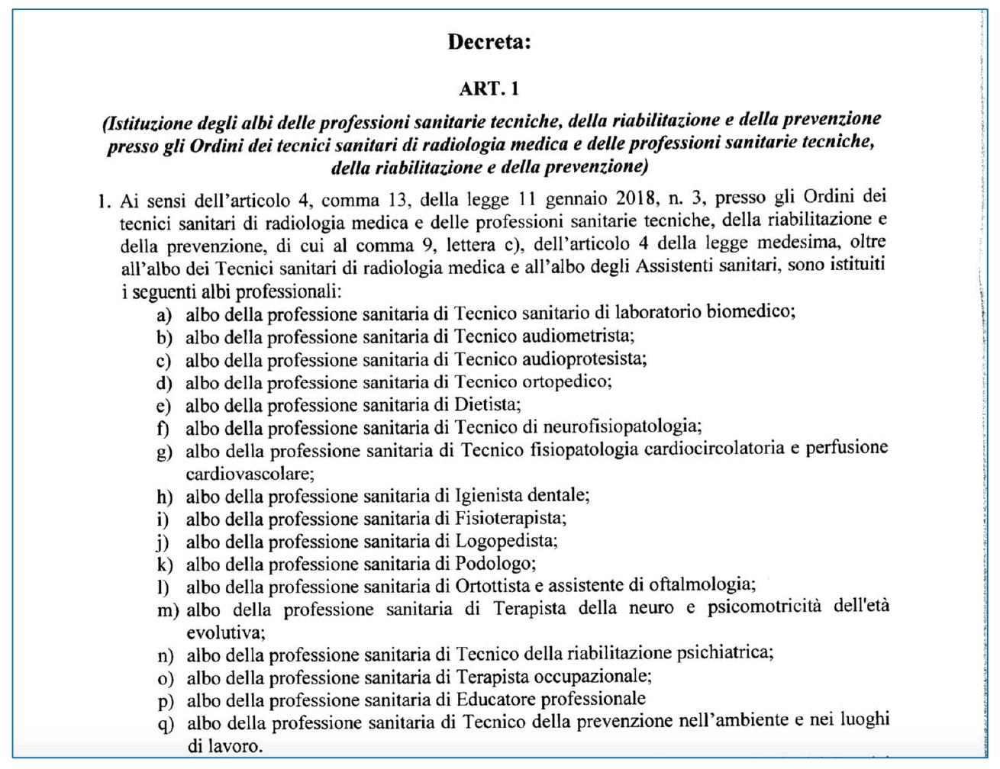 Decreta:
ART. 1
(Istituzione degli albi delle professioni sanitarie tecniche, della riabilitazione e della prevenzione
presso gli Ordini dei tecnici sanitari di radiologia medica e delle professioni sanitarie tecniche,
della riabilitazione e della prevenzione)
1. Ai sensi dell'articolo 4, comma 13, della legge 11 gennaio 2018, n. 3, presso gli Ordini dei
tecnici sanitari di radiologia medica e delle professioni sanitarie tecniche, della riabilitazione e
della prevenzione, di cui al comma 9, lettera c), dell'articolo 4 della legge medesima, oltre
all'albo dei Tecnici sanitari di radiologia medica e all'albo degli Assistenti sanitari, sono istituiti
i seguenti albi professionali:
a) albo della professione sanitaria di Tecnico sanitario di laboratorio biomedico;
b) albo della professione sanitaria di Tecnico audiometrista;
c) albo della professione sanitaria di Tecnico audioprotesista;
d) albo della professione sanitaria di Tecnico ortopedico;
e) albo della professione sanitaria di Dietista;
f) albo della professione sanitaria di Tecnico di neurofisiopatologia;
g) albo della professione sanitaria di Tecnico fisiopatologia cardiocircolatoria e perfusione
cardiovascolare;
h) albo della professione sanitaria di Igienista dentale;
i) albo della professione sanitaria di Fisioterapista;
j) albo della professione sanitaria di Logopedista;
k) albo della professione sanitaria di Podologo;
l) albo della professione sanitaria di Ortottista e assistente di oftalmologia;
m) albo della professione sanitaria di Terapista della neuro e psicomotricità dell'età
evolutiva;
n) albo della professione sanitaria di Tecnico della riabilitazione psichiatrica;
o) albo della professione sanitaria di Terapista occupazionale;
p) albo della professione sanitaria di Educatore professionale
q) albo della professione sanitaria di Tecnico della prevenzione nell'ambiente e nei luoghi
di lavoro.